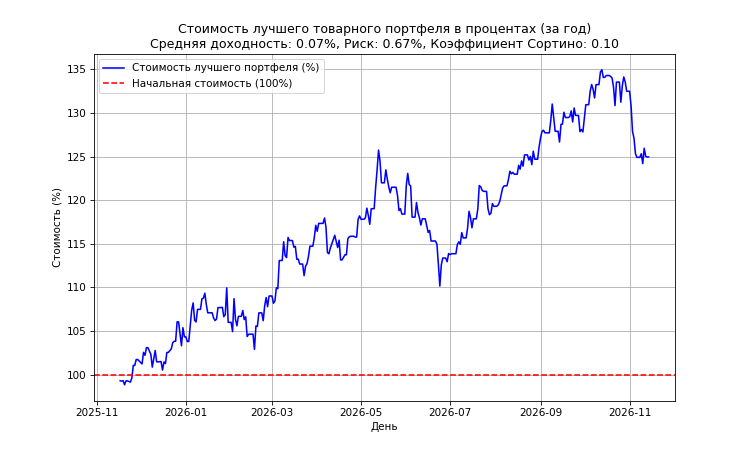 Стоимость лучшего товарного портфеля в процентах (за год)
Средняя доходность: 0.07%, Риск: 0.67%, Коэффициент Сортино: 0.10
Стоимость лучшего портфеля (%)
Начальная стоимость (100%)
Стоимость (%)
135
130
125
120
115
110
105
100
2025-11
2026-01
2026-03
2026-05
2026-07
2026-09
2026-11
День